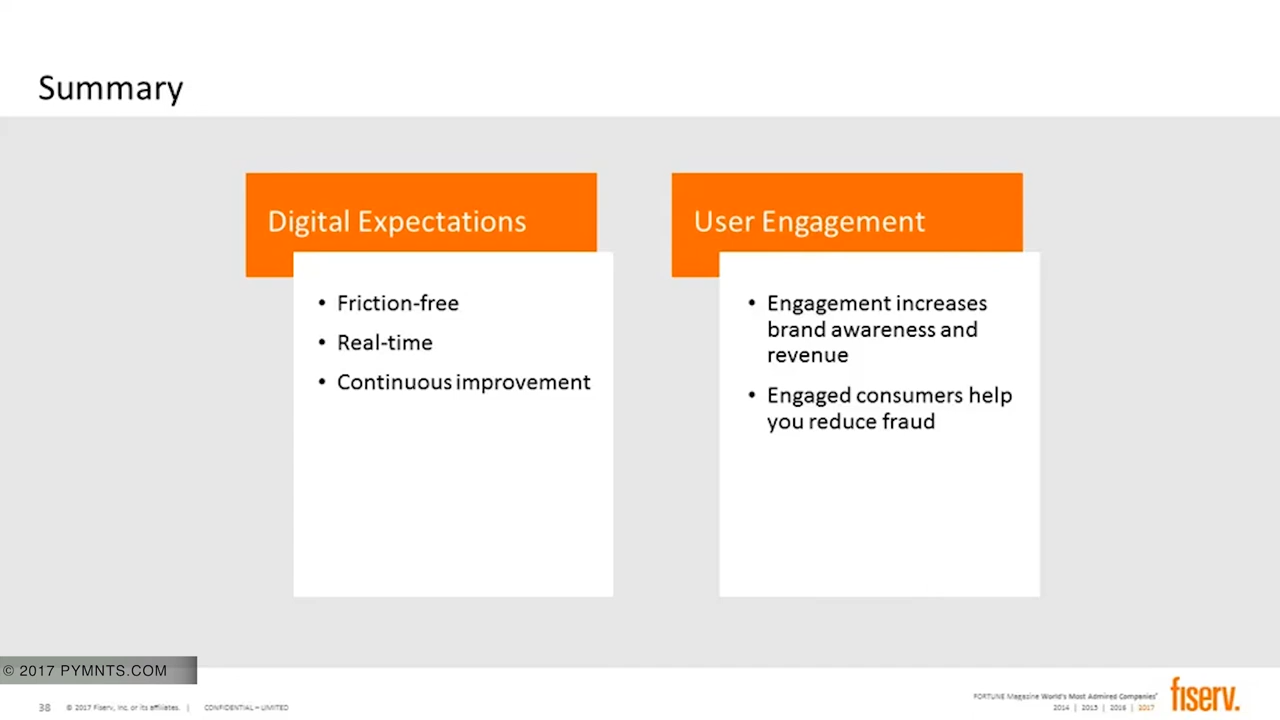 Summary
Digital Expectations
• Friction-free
• Real-time
• Continuous improvement
User Engagement
• Engagement increases
brand awareness and
revenue
• Engaged consumers help
you reduce fraud
© 2017 PYMNTS.COM
38 © 2017 Fiserv, Inc. or its affiliates. | CONFIDENTIAL – LIMITED
FORTUNE Magazine World's Most Admired Companies®
2014 | 2015 | 2016 | 2017
fiserv.